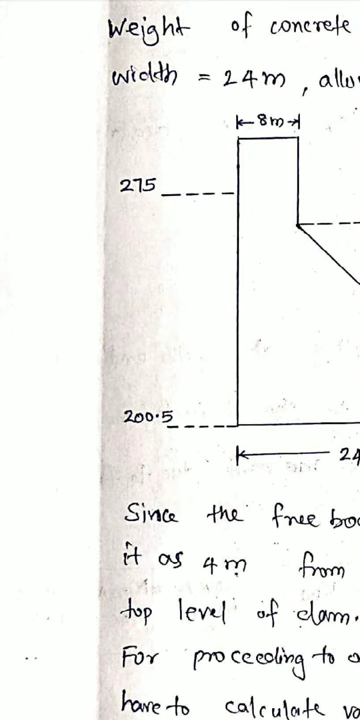 Weight of concrete
width = 24m, allo
8m
275
200.5
24
Since the free bod
it as 4m from
top level of dam.
For proceeding to
have to calculate